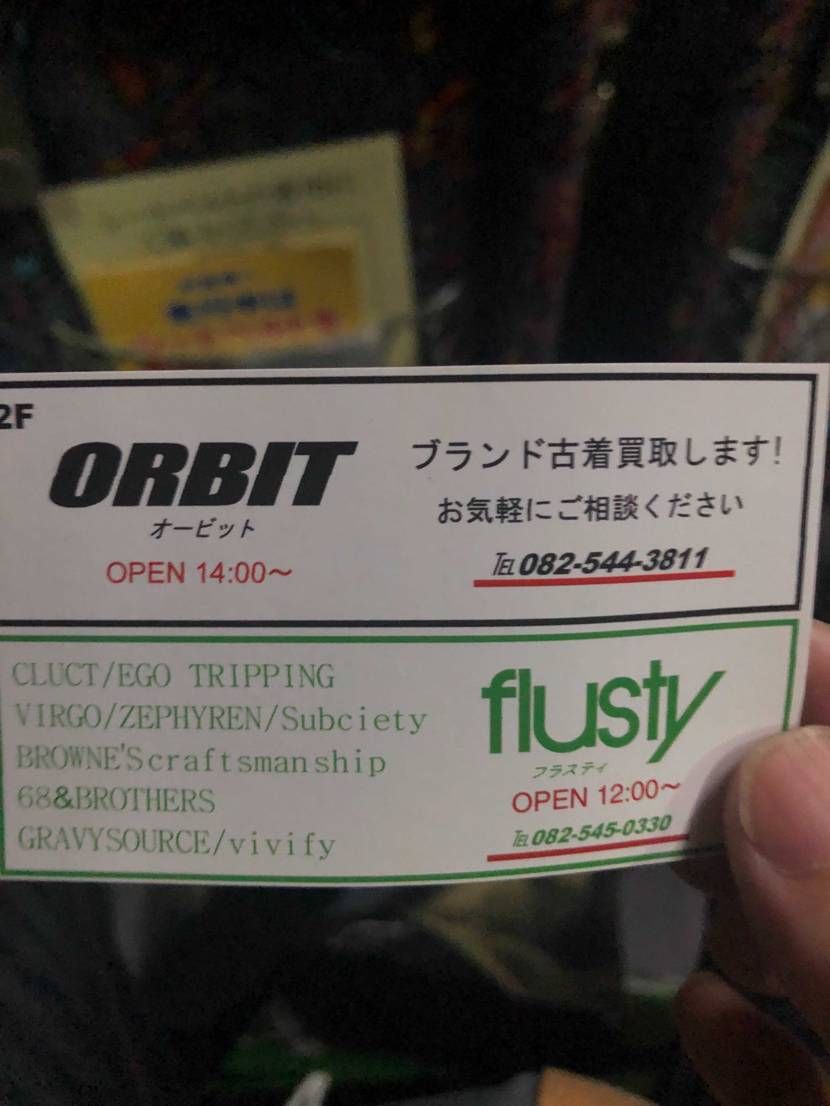 2F
ORBIT
オービット
OPEN 14:00～
ブランド古着買取します!
お気軽にご相談ください
TEL 082-544-3811
CLUCT/EGO TRIPPING
VIRGO/ZEPHYREN/Subciety
BROWNE'Scraftsmanship
68&BROTHERS
GRAVYSOURCE/vivify
flusty
フラスティ
OPEN 12:00～
TEL 082-545-0330